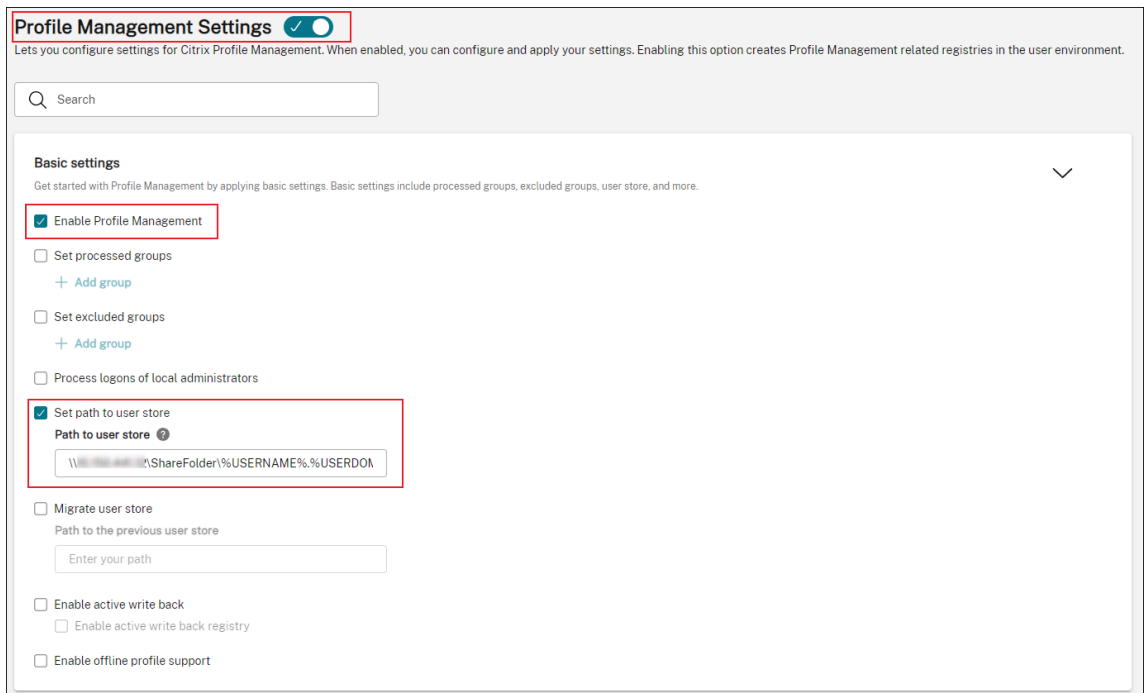 Profile Management Settings
Lets you configure settings for Citrix Profile Management. When enabled, you can configure and apply your settings. Enabling this option creates Profile Management related registries in the user environment.
Search
Basic settings
Get started with Profile Management by applying basic settings. Basic settings include processed groups, excluded groups, user store, and more.
Enable Profile Management
Set processed groups
+ Add group
Set excluded groups
+ Add group
Process logons of local administrators
Set path to user store
Path to user store ?
\\ \ShareFolder\%USERNAME%.%USERDOM
Migrate user store
Path to the previous user store
Enter your path
Enable active write back
Enable active write back registry
Enable offline profile support